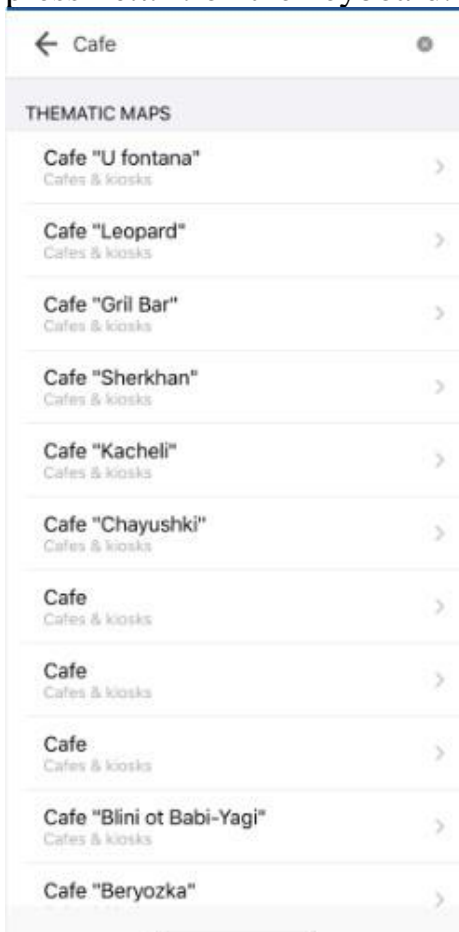 Cafe
THEMATIC MAPS
Cafe "U fontana"
Cafes & kiosks
Cafe "Leopard"
Cafes & kiosks
Cafe "Gril Bar"
Cafes & kiosks
Cafe "Sherkhan"
Cafes & kiosks
Cafe "Kacheli"
Cafes & kiosks
Cafe "Chayushki"
Cafes & kiosks
Cafe
Cafes & kiosks
Cafe
Cafes & kiosks
Cafe
Cafes & kiosks
Cafe "Blini ot Babi-Yagi"
Cafes & kiosks
Cafe "Beryozka"